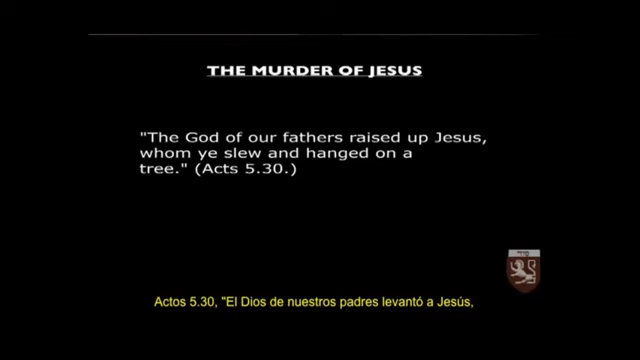 THE MURDER OF JESUS
"The God of our fathers raised up Jesus,
whom ye slew and hanged on a
tree." (Acts 5.30.)
Actos 5.30, "El Dios de nuestros padres levantó a Jesús,